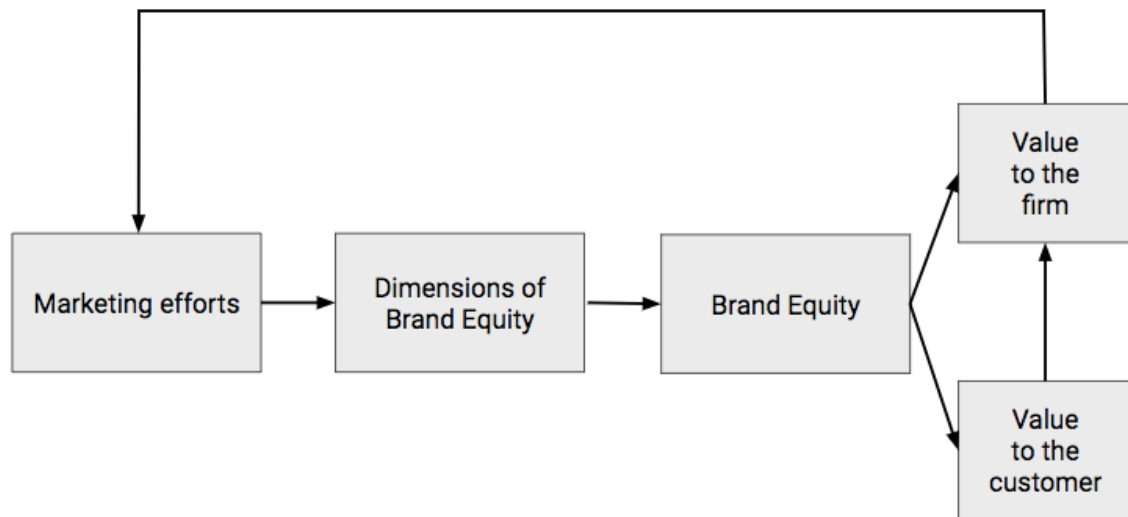 Marketing efforts
Dimensions of
Brand Equity
Brand Equity
Value
to the
firm
Value
to the
customer